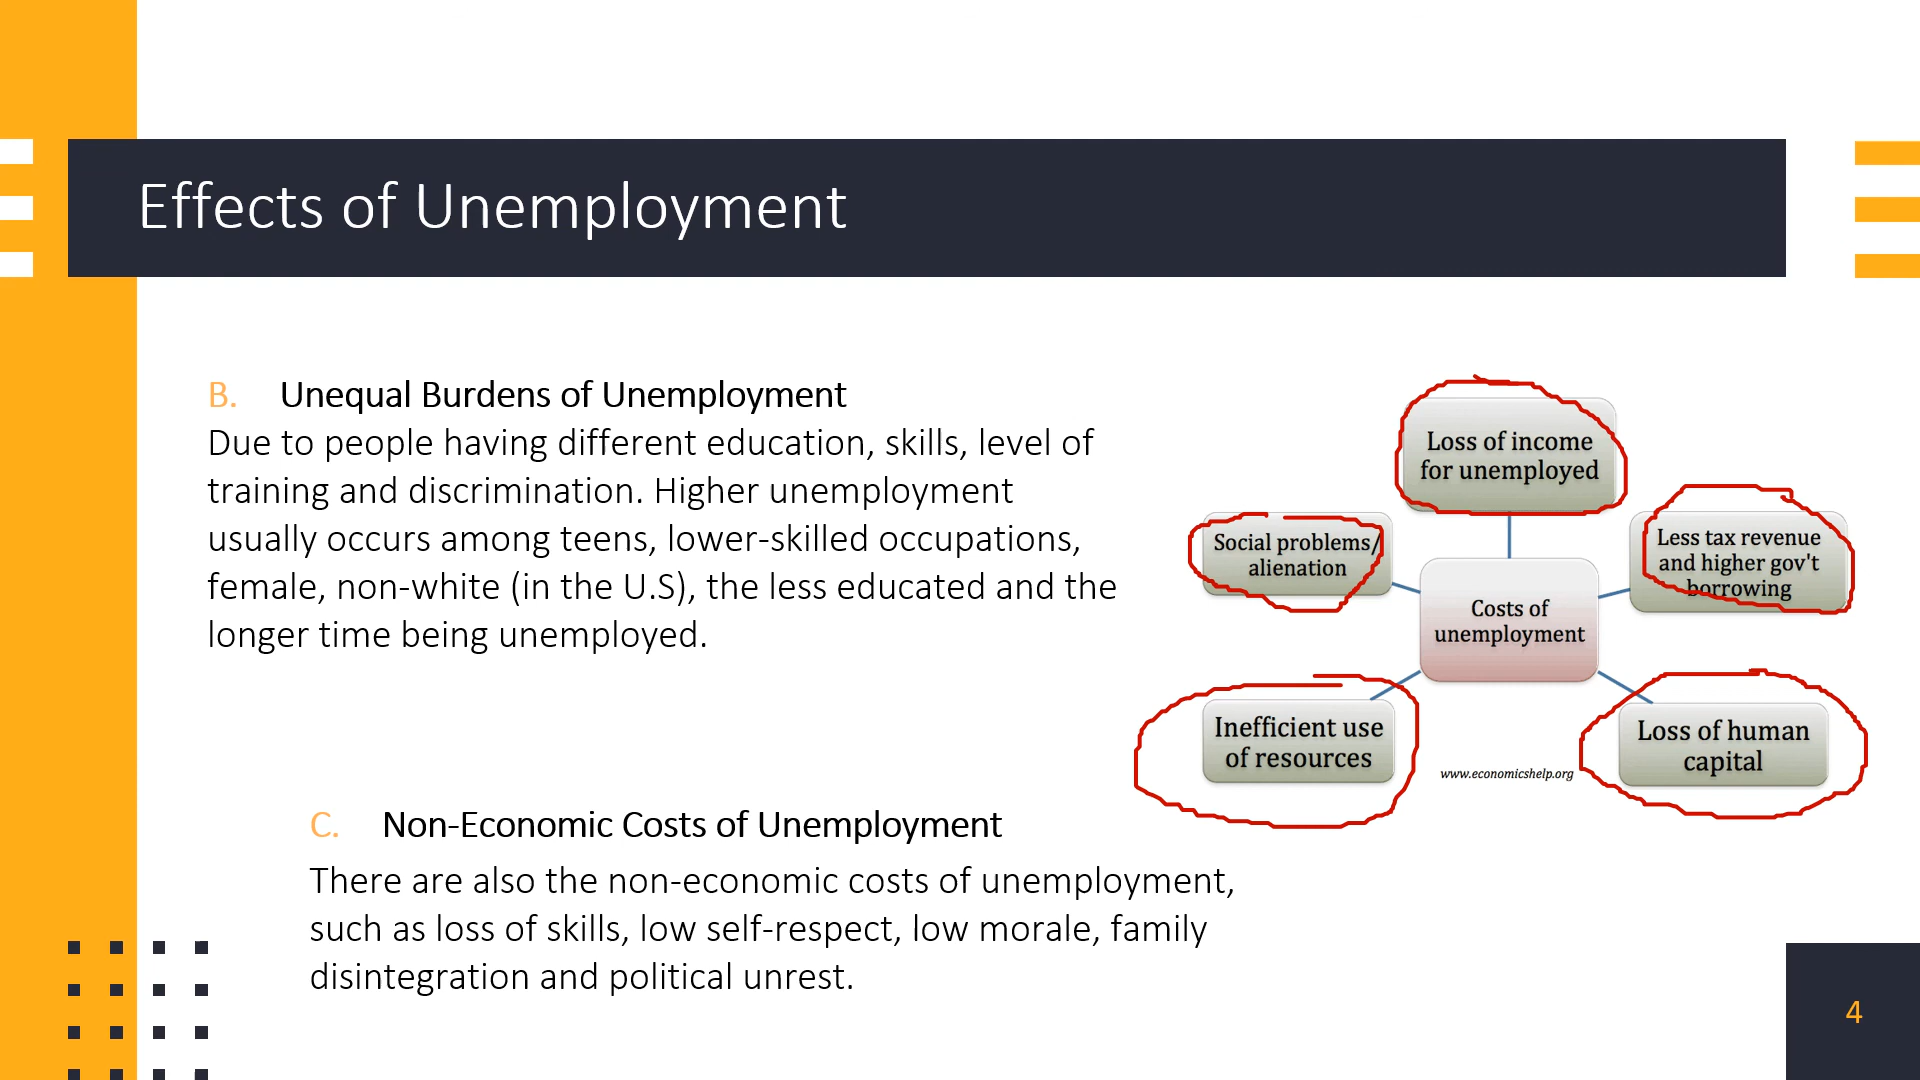 Effects of Unemployment
B. Unequal Burdens of Unemployment
Due to people having different education, skills, level of
training and discrimination. Higher unemployment
usually occurs among teens, lower-skilled occupations,
female, non-white (in the U.S), the less educated and the
longer time being unemployed.
C. Non-Economic Costs of Unemployment
There are also the non-economic costs of unemployment,
such as loss of skills, low self-respect, low morale, family
disintegration and political unrest.
Loss of income
for unemployed
Social problems/
alienation
Less tax revenue
and higher gov't
borrowing
Costs of
unemployment
Inefficient use
of resources
Loss of human
capital
www.economicshelp.org
4